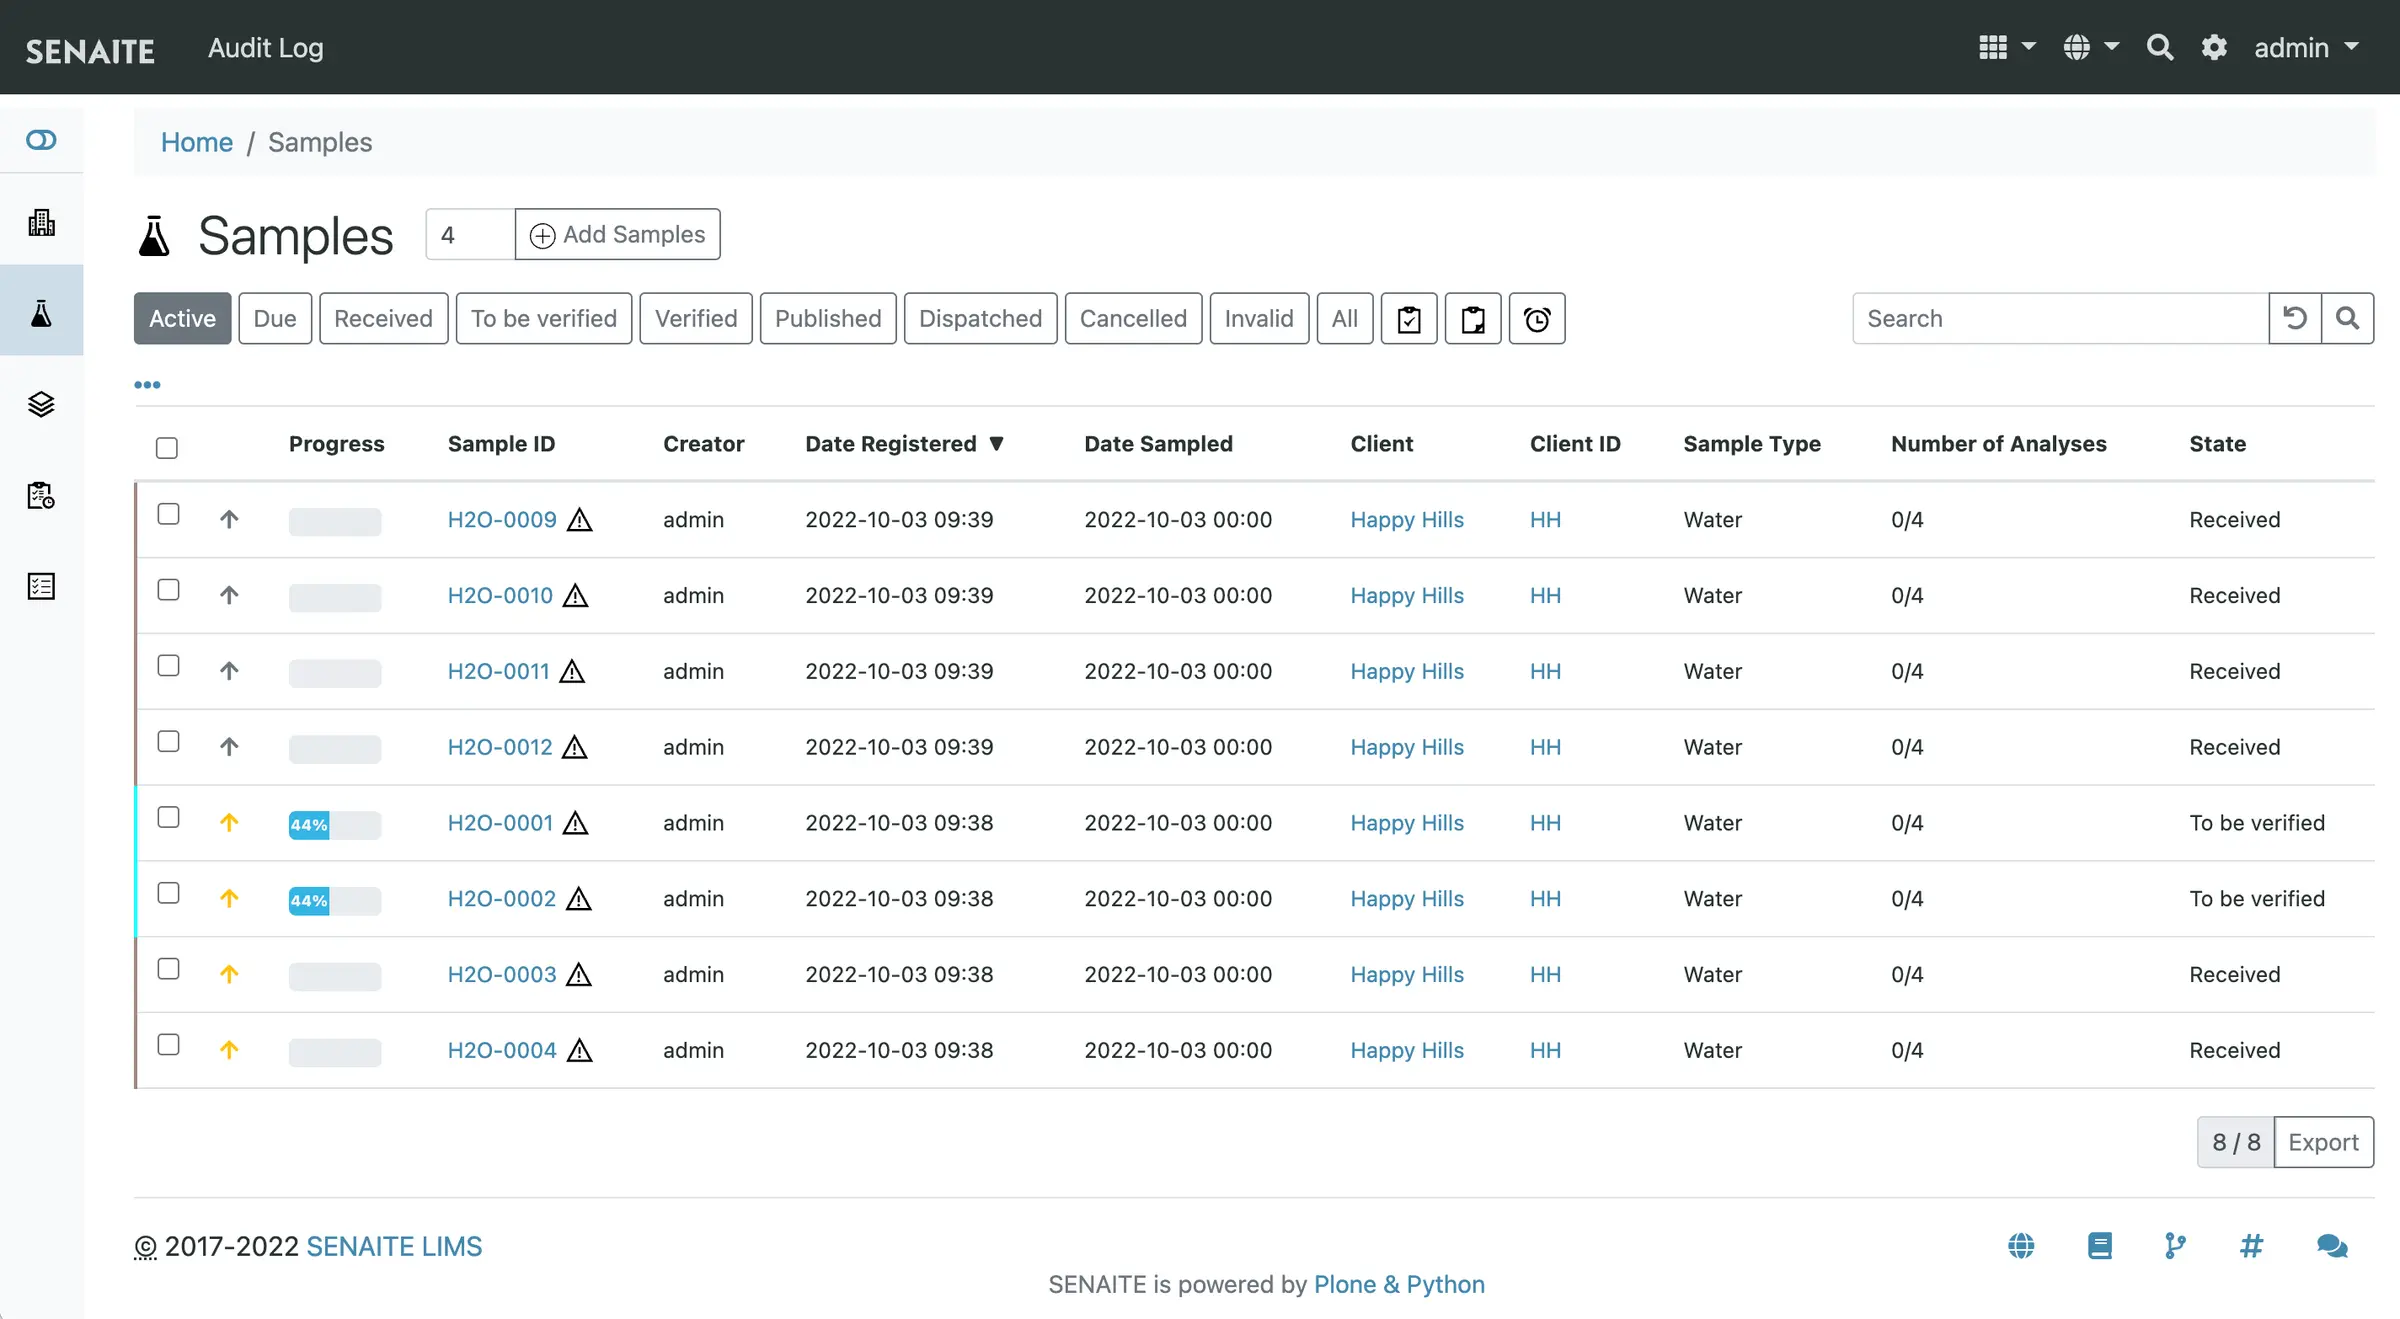 SENAITE Audit Log admin
Home / Samples
Samples 4 Add Samples
Active Due Received To be verified Verified Published Dispatched Cancelled Invalid All Search
Progress Sample ID Creator Date Registered ▼ Date Sampled Client Client ID Sample Type Number of Analyses State
H2O-0009 admin 2022-10-03 09:39 2022-10-03 00:00 Happy Hills HH Water 0/4 Received
H2O-0010 admin 2022-10-03 09:39 2022-10-03 00:00 Happy Hills HH Water 0/4 Received
H2O-0011 admin 2022-10-03 09:39 2022-10-03 00:00 Happy Hills HH Water 0/4 Received
H2O-0012 admin 2022-10-03 09:39 2022-10-03 00:00 Happy Hills HH Water 0/4 Received
44% H2O-0001 admin 2022-10-03 09:38 2022-10-03 00:00 Happy Hills HH Water 0/4 To be verified
44% H2O-0002 admin 2022-10-03 09:38 2022-10-03 00:00 Happy Hills HH Water 0/4 To be verified
H2O-0003 admin 2022-10-03 09:38 2022-10-03 00:00 Happy Hills HH Water 0/4 Received
H2O-0004 admin 2022-10-03 09:38 2022-10-03 00:00 Happy Hills HH Water 0/4 Received
8 / 8 Export
© 2017-2022 SENAITE LIMS
SENAITE is powered by Plone & Python